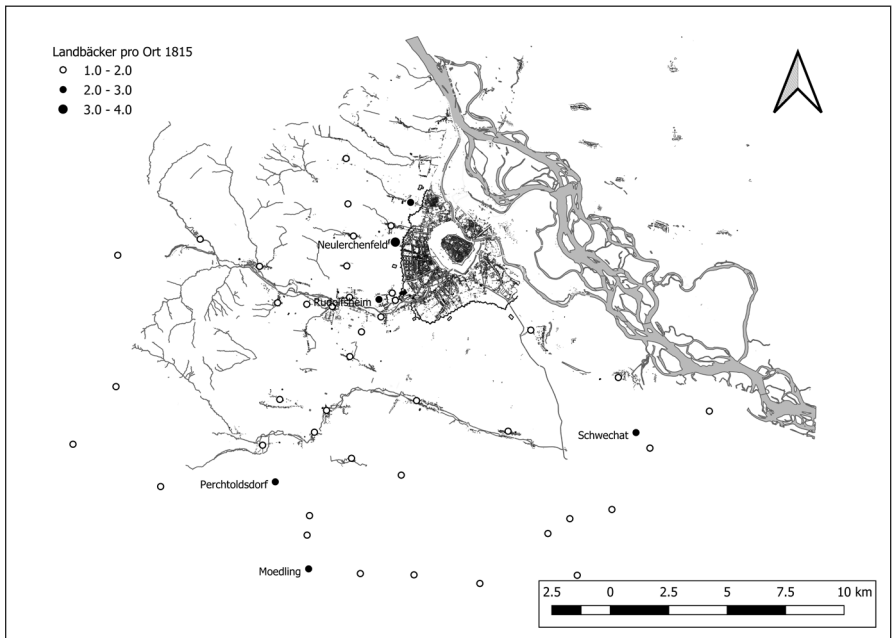 Landbäcker pro Ort 1815
1.0 - 2.0
2.0 - 3.0
3.0 - 4.0
Neulerchenfeld
Rudolfsheim
Schwechat
Perchtoldsdorf
Moedling
2.5 0 2.5 5 7.5 10 km